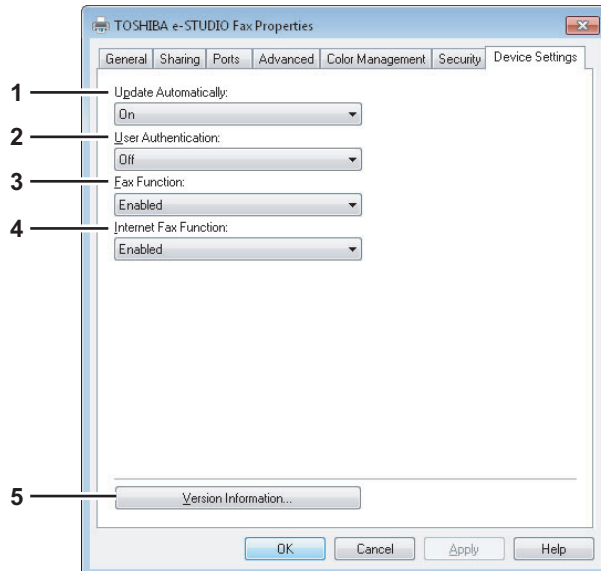 TOSHIBA e-STUDIO Fax Properties
General Sharing Ports Advanced Color Management Security Device Settings
1 Update Automatically:
On
2 User Authentication:
Off
3 Fax Function:
Enabled
4 Internet Fax Function:
Enabled
5 Version Information...
OK Cancel Apply Help